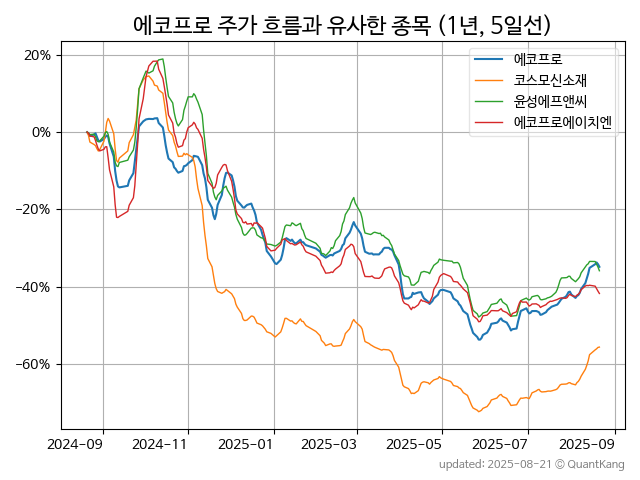 에코프로 주가 흐름과 유사한 종목 (1년, 5일선)
에코프로
코스모신소재
윤성에프앤씨
에코프로에이치엔
20%
0%
−20%
−40%
−60%
2024-09
2024-11
2025-01
2025-03
2025-05
2025-07
2025-09
updated: 2025-08-21 © QuantKang